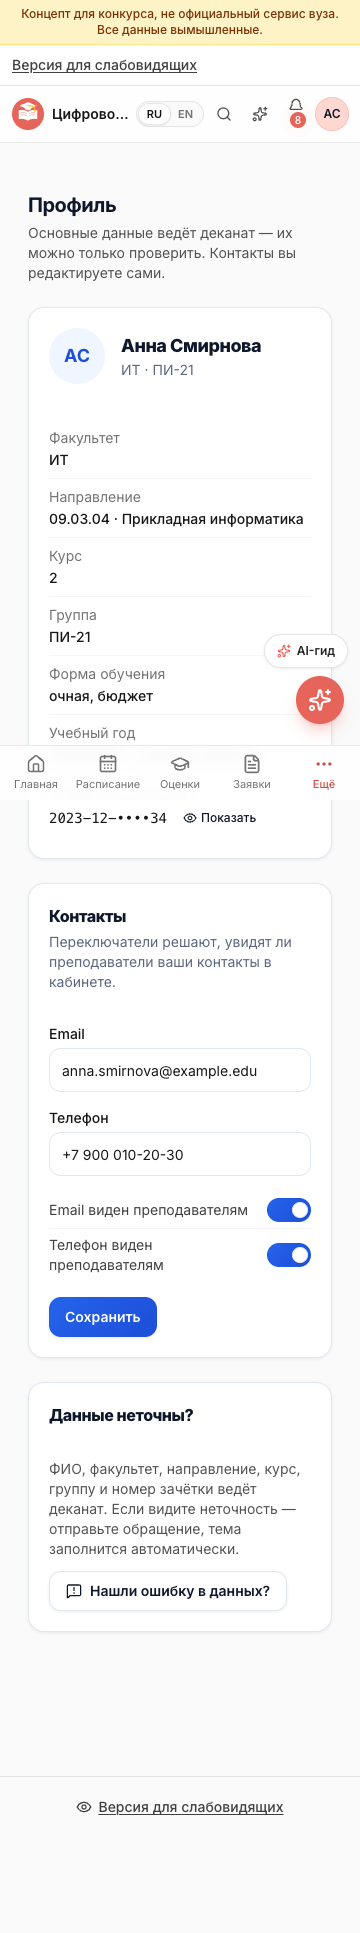 Концепт для конкурса, не официальный сервис вуза.
Все данные вымышленные.
Версия для слабовидящих
Цифрово...
RU EN
8
АС
Профиль
Основные данные ведёт деканат — их
можно только проверить. Контакты вы
редактируете сами.
АС
Анна Смирнова
ИТ · ПИ-21
Факультет
ИТ
Направление
09.03.04 · Прикладная информатика
Курс
2
Группа
ПИ-21
AI-гид
Форма обучения
очная, бюджет
Учебный год
Главная
Расписание
Оценки
Заявки
Ещё
2023–12–••••34
Показать
Контакты
Переключатели решают, увидят ли
преподаватели ваши контакты в
кабинете.
Email
anna.smirnova@example.edu
Телефон
+7 900 010-20-30
Email виден преподавателям
Телефон виден
преподавателям
Сохранить
Данные неточны?
ФИО, факультет, направление, курс,
группу и номер зачётки ведёт
деканат. Если видите неточность —
отправьте обращение, тема
заполнится автоматически.
Нашли ошибку в данных?
Версия для слабовидящих